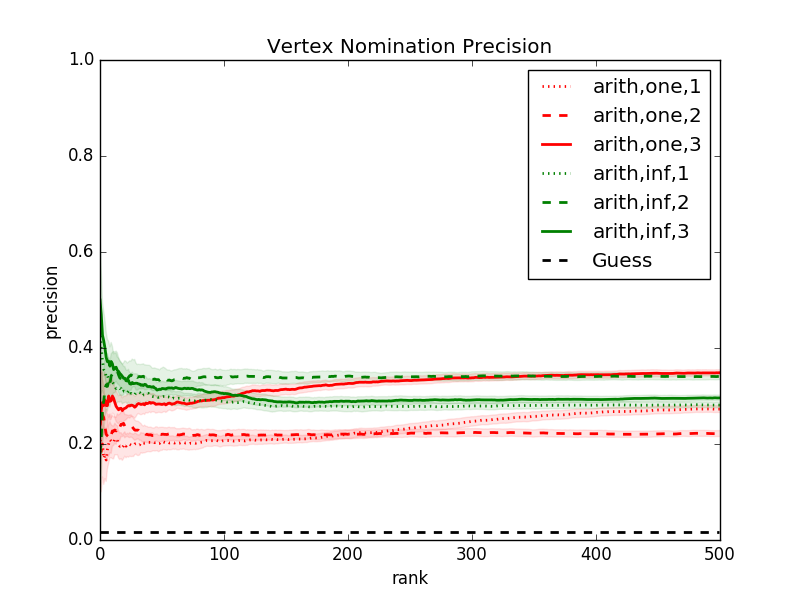 Vertex Nomination Precision
1.0
0.8
0.6
0.4
0.2
0.0
precision
arith,one,1
arith,one,2
arith,one,3
arith,inf,1
arith,inf,2
arith,inf,3
Guess
0 100 200 300 400 500
rank